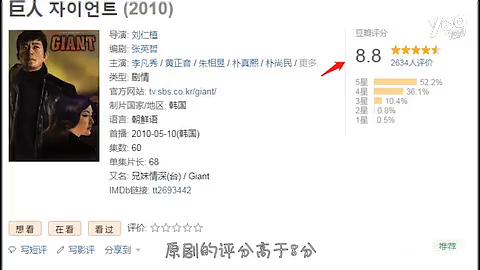 巨人 자이언트 (2010)
GIANT
导演: 刘仁植
编剧: 张英哲
主演: 李凡秀 / 黄正音 / 朱相昱 / 朴真熙 / 朴尚民 / 更多
类型: 剧情
官方网站: tv.sbs.co.kr/giant/
制片国家/地区: 韩国
语言: 朝鲜语
首播: 2010-05-10(韩国)
集数: 60
单集片长: 68
又名: 兄妹情深(台) / Giant
IMDb链接: tt2693442
豆瓣评分
8.8
2634人评价
5星 52.2%
4星 36.1%
3星 10.4%
2星 0.8%
1星 0.5%
想看 在看 看过 评价:
写短评 写影评 分享到
推荐
原剧的评分高于8分